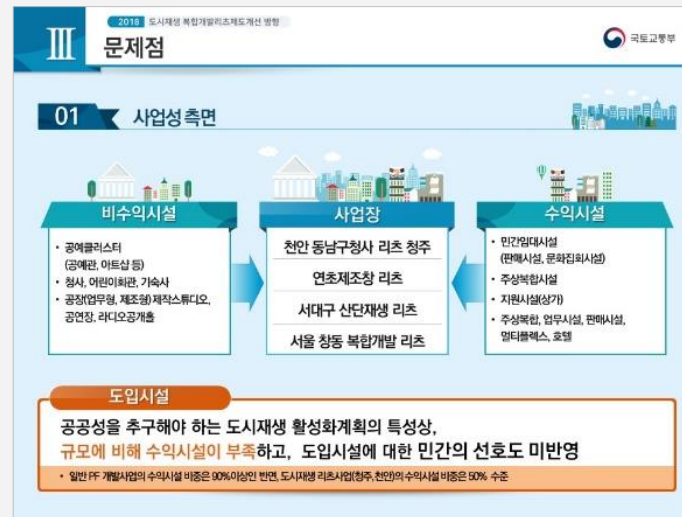 III
2018 도시재생 복합개발리츠제도개선 방향
문제점
국토교통부
01 사업성 측면
비수익시설
• 공예클러스터
(공예관, 아트샵 등)
• 청사, 어린이회관, 기숙사
• 공장(업무형, 제조형) 제작스튜디오,
공연장, 라디오공개홀
사업장
천안 동남구청사 리츠 청주
연초제조창 리츠
서대구 산단재생 리츠
서울 창동 복합개발 리츠
수익시설
• 민간임대시설
(판매시설, 문화집회시설)
• 주상복합시설
• 지원시설(상가)
• 주상복합, 업무시설, 판매시설,
멀티플렉스, 호텔
도입시설
공공성을 추구해야 하는 도시재생 활성화계획의 특성상,
규모에 비해 수익시설이 부족하고, 도입시설에 대한 민간의 선호도 미반영
• 일반 PF 개발사업의 수익시설 비중은 90%이상인 반면, 도시재생 리츠사업(청주,천안)의 수익시설 비중은 50% 수준